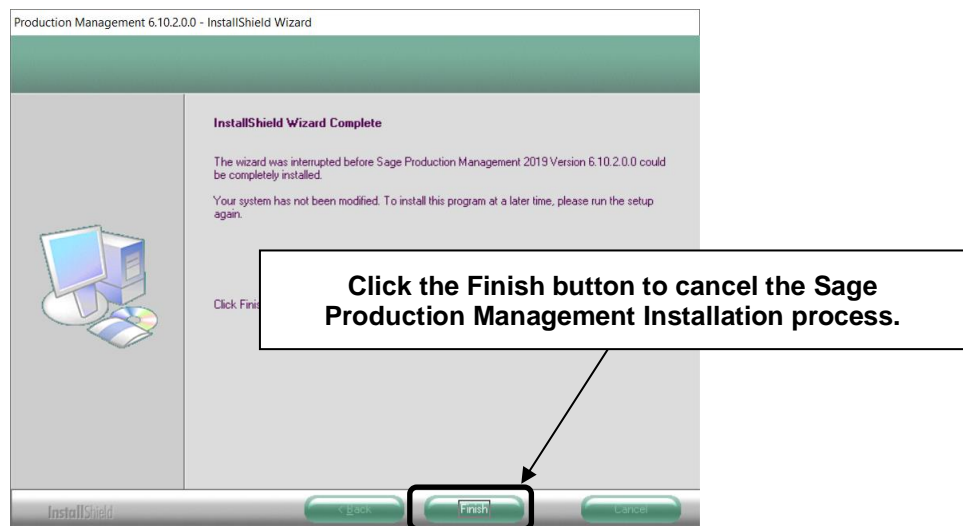 Production Management 6.10.2.0.0 - InstallShield Wizard
InstallShield Wizard Complete
The wizard was interrupted before Sage Production Management 2019 Version 6.10.2.0.0 could
be completely installed.
Your system has not been modified. To install this program at a later time, please run the setup
again.
Click the Finish button to cancel the Sage
Production Management Installation process.
Click
InstallShield
< Back
Finish
Cancel